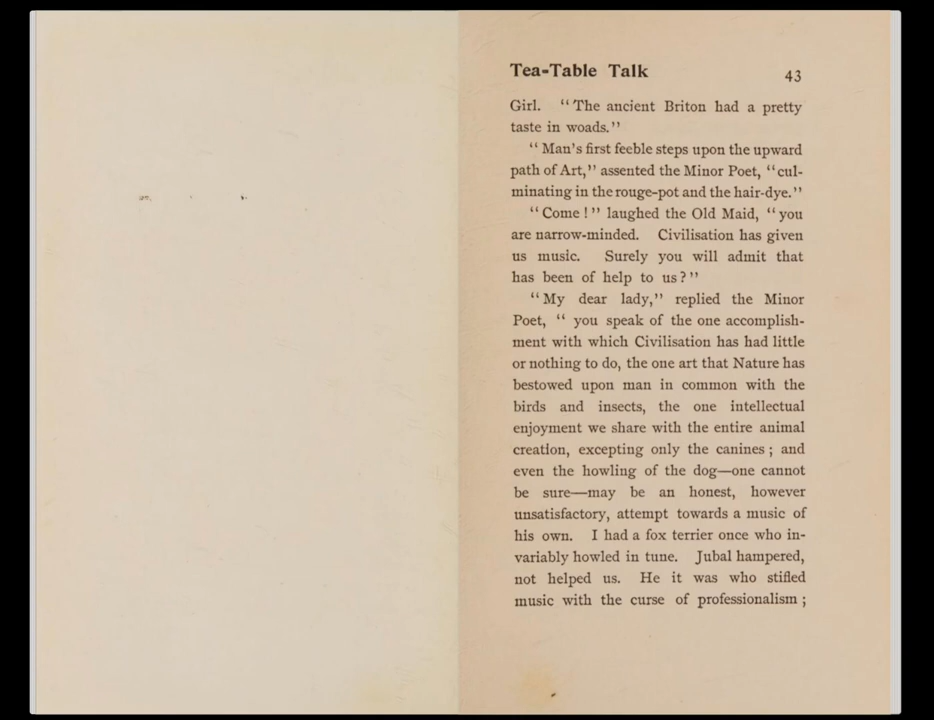 Tea-Table Talk
43
Girl. “The ancient Briton had a pretty
taste in woads.”
“Man's first feeble steps upon the upward
path of Art,” assented the Minor Poet, “cul-
minating in the rouge-pot and the hair-dye.”
“Come!” laughed the Old Maid, “you
are narrow-minded. Civilisation has given
us music. Surely you will admit that
has been of help to us?”
“My dear lady,” replied the Minor
Poet, “ you speak of the one accomplish-
ment with which Civilisation has had little
or nothing to do, the one art that Nature has
bestowed upon man in common with the
birds and insects, the one intellectual
enjoyment we share with the entire animal
creation, excepting only the canines; and
even the howling of the dog—one cannot
be sure—may be an honest, however
unsatisfactory, attempt towards a music of
his own. I had a fox terrier once who in-
variably howled in tune. Jubal hampered,
not helped us. He it was who stifled
music with the curse of professionalism;